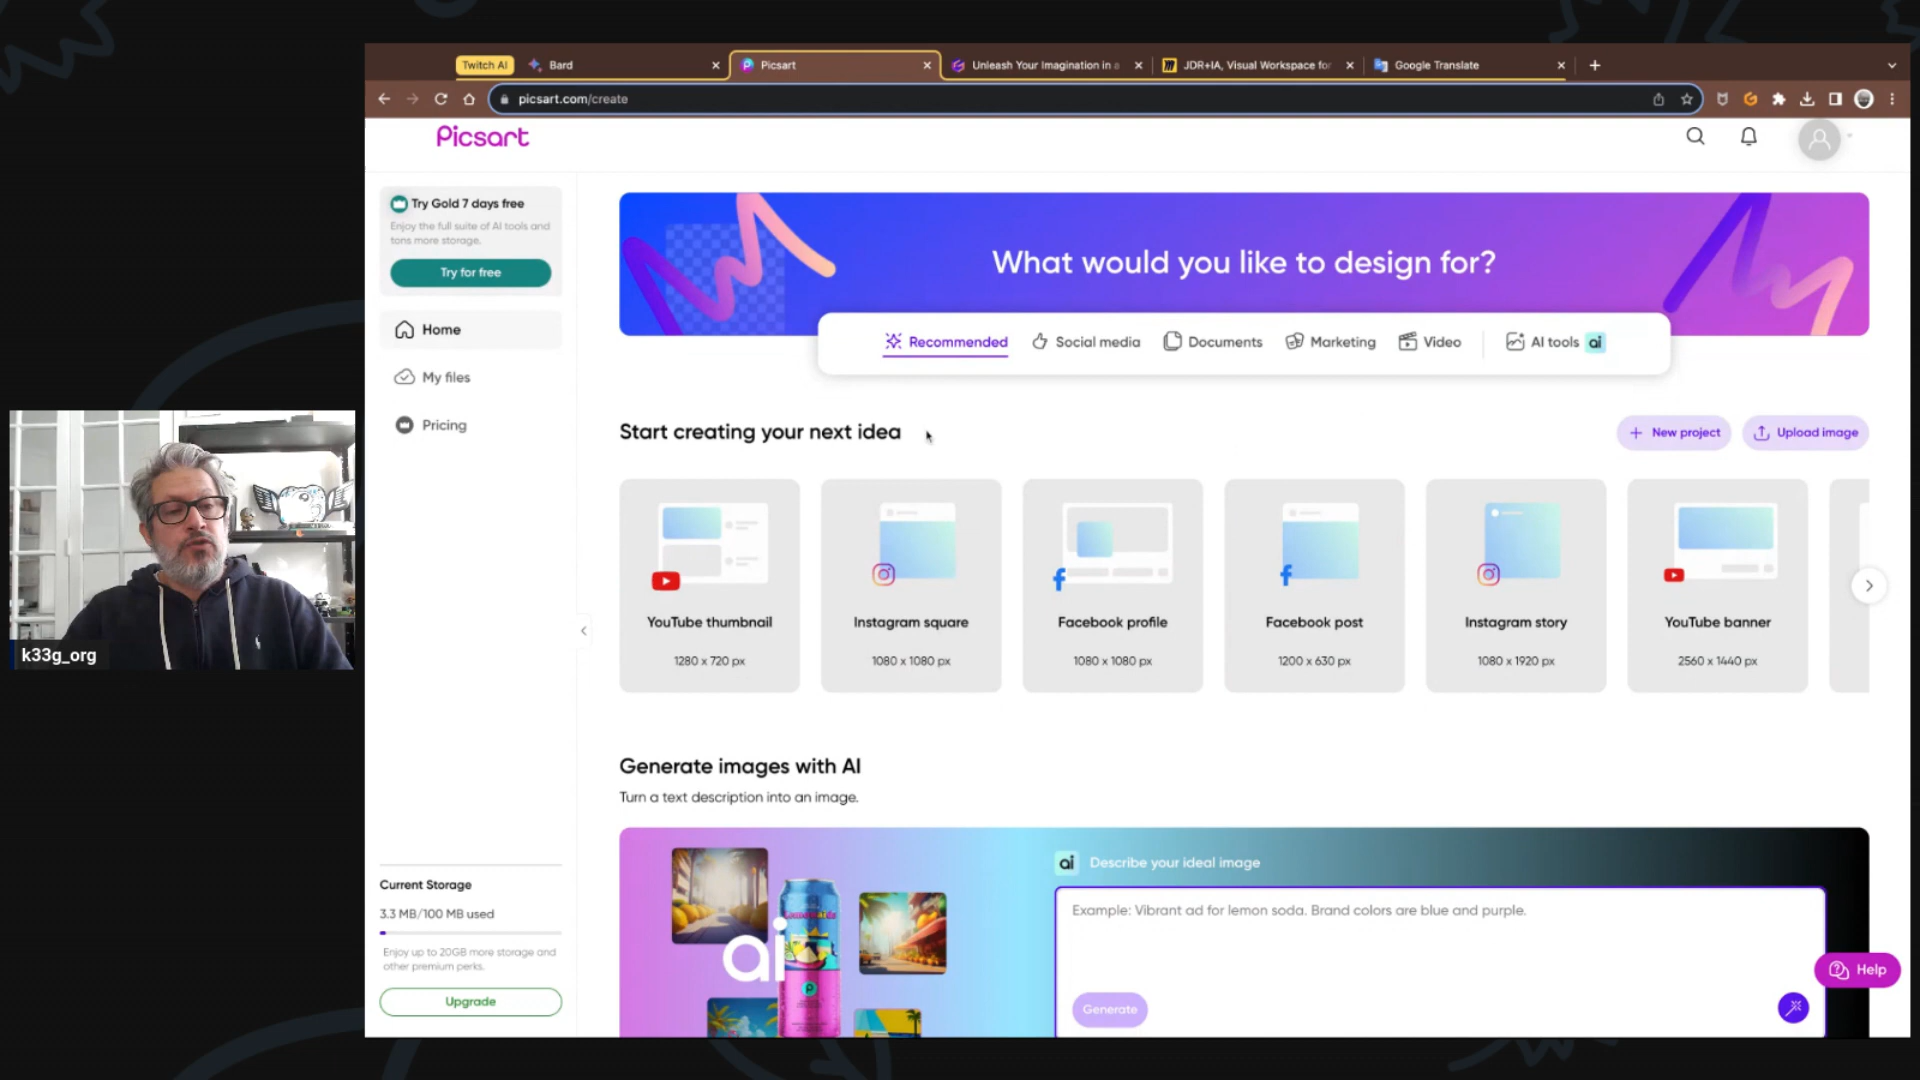 Twitch AI
Bard
Picsart
Unleash Your Imagination in a
JDR+IA, Visual Workspace for
Google Translate
picsart.com/create
Picsart
Try Gold 7 days free
Enjoy the full suite of AI tools and
tons more storage.
Try for free
Home
My files
Pricing
What would you like to design for?
Recommended
Social media
Documents
Marketing
Video
AI tools ai
Start creating your next idea
New project
Upload image
YouTube thumbnail
1280 x 720 px
Instagram square
1080 x 1080 px
Facebook profile
1080 x 1080 px
Facebook post
1200 x 630 px
Instagram story
1080 x 1920 px
YouTube banner
2560 x 1440 px
k33g_org
Generate images with AI
Turn a text description into an image.
ai
ai Describe your ideal image
Example: Vibrant ad for lemon soda. Brand colors are blue and purple.
Generate
Help
Current Storage
3.3 MB/100 MB used
Enjoy up to 20GB more storage and
other premium perks.
Upgrade